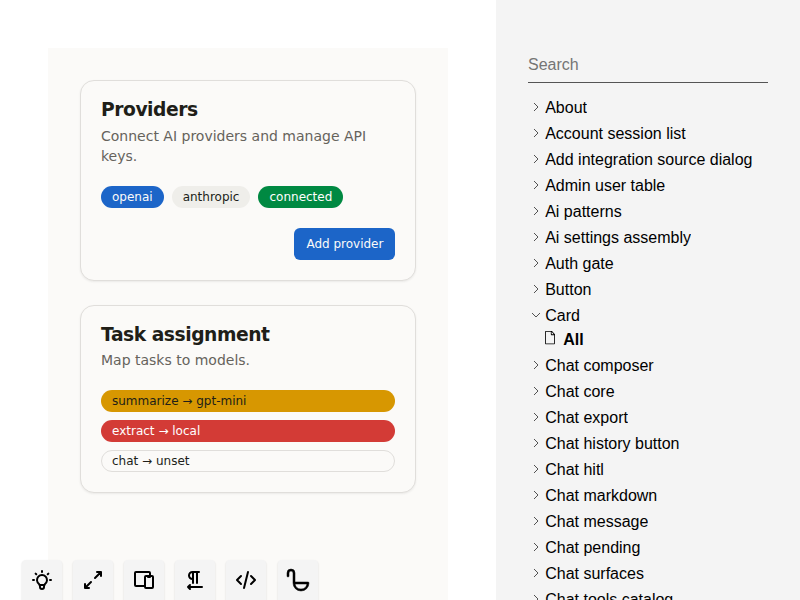 Providers
Connect AI providers and manage API
keys.
openai anthropic connected
Add provider
Task assignment
Map tasks to models.
summarize → gpt-mini
extract → local
chat → unset
Search
About
Account session list
Add integration source dialog
Admin user table
Ai patterns
Ai settings assembly
Auth gate
Button
Card
All
Chat composer
Chat core
Chat export
Chat history button
Chat hitl
Chat markdown
Chat message
Chat pending
Chat surfaces
Chat tools catalog